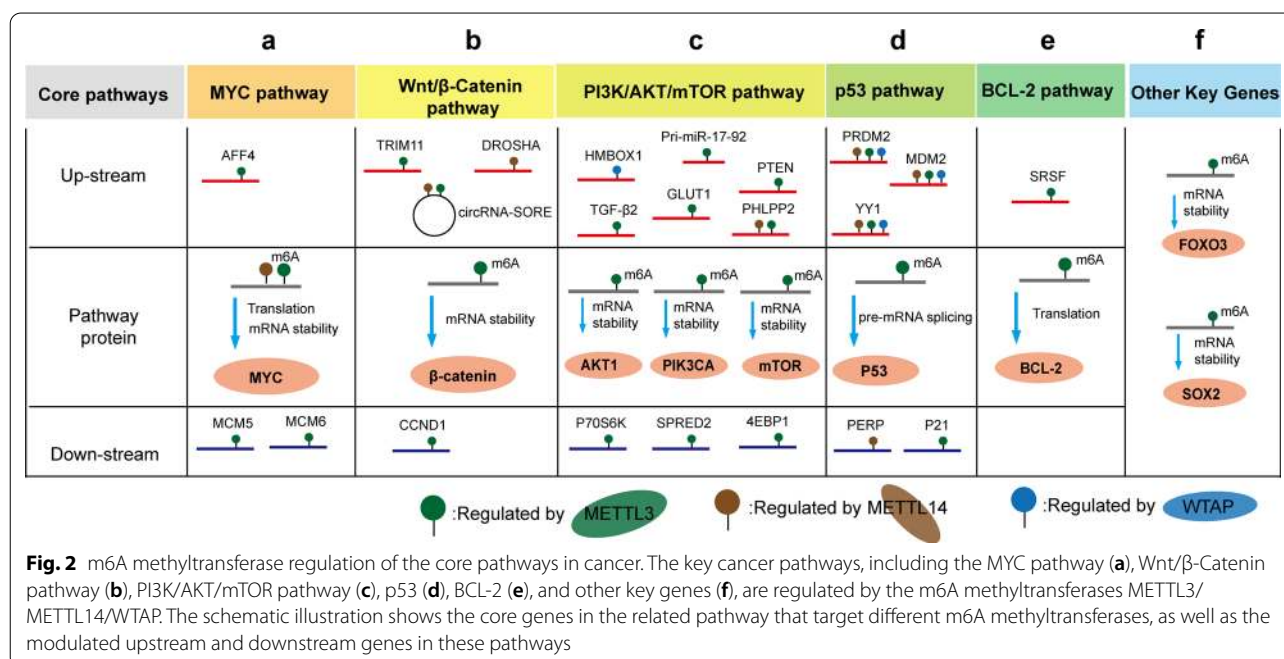 a b c d e f
Core pathways MYC pathway Wnt/β-Catenin pathway PI3K/AKT/mTOR pathway p53 pathway BCL-2 pathway Other Key Genes
Up-stream
AFF4
TRIM11 DROSHA
circRNA-SORE
HMBOX1 Pri-miR-17-92 PTEN
TGF-β2 GLUT1 PHLPP2
PRDM2 MDM2
YY1
SRSF
m6A
mRNA
stability
FOXO3
Pathway
protein
m6A
Translation
mRNA stability
MYC
m6A
mRNA stability
β-catenin
m6A m6A m6A
mRNA stability mRNA stability mRNA stability
AKT1 PIK3CA mTOR
m6A
pre-mRNA splicing
P53
m6A
Translation
BCL-2
m6A
mRNA
stability
SOX2
Down-stream
MCM5 MCM6
CCND1
P70S6K SPRED2 4EBP1
PERP P21
:Regulated by METTL3 :Regulated by METTL14 :Regulated by WTAP
Fig. 2 m6A methyltransferase regulation of the core pathways in cancer. The key cancer pathways, including the MYC pathway (a), Wnt/β-Catenin
pathway (b), PI3K/AKT/mTOR pathway (c), p53 (d), BCL-2 (e), and other key genes (f), are regulated by the m6A methyltransferases METTL3/
METTL14/WTAP. The schematic illustration shows the core genes in the related pathway that target different m6A methyltransferases, as well as the
modulated upstream and downstream genes in these pathways